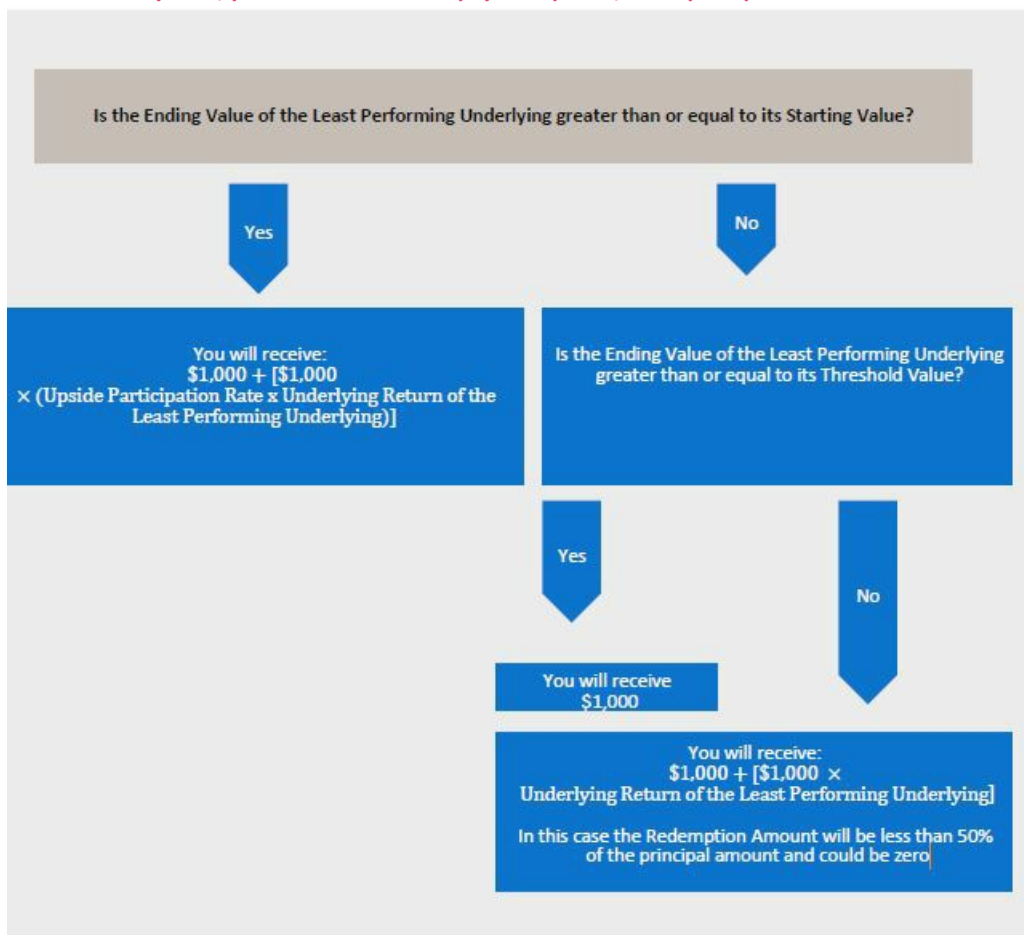 Is the Ending Value of the Least Performing Underlying greater than or equal to its Starting Value?
Yes
No
You will receive:
$1,000 + [$1,000
× (Upside Participation Rate x Underlying Return of the
Least Performing Underlying)]
Is the Ending Value of the Least Performing Underlying
greater than or equal to its Threshold Value?
Yes
No
You will receive
$1,000
You will receive:
$1,000 + [$1,000 ×
Underlying Return of the Least Performing Underlying]
In this case the Redemption Amount will be less than 50%
of the principal amount and could be zero